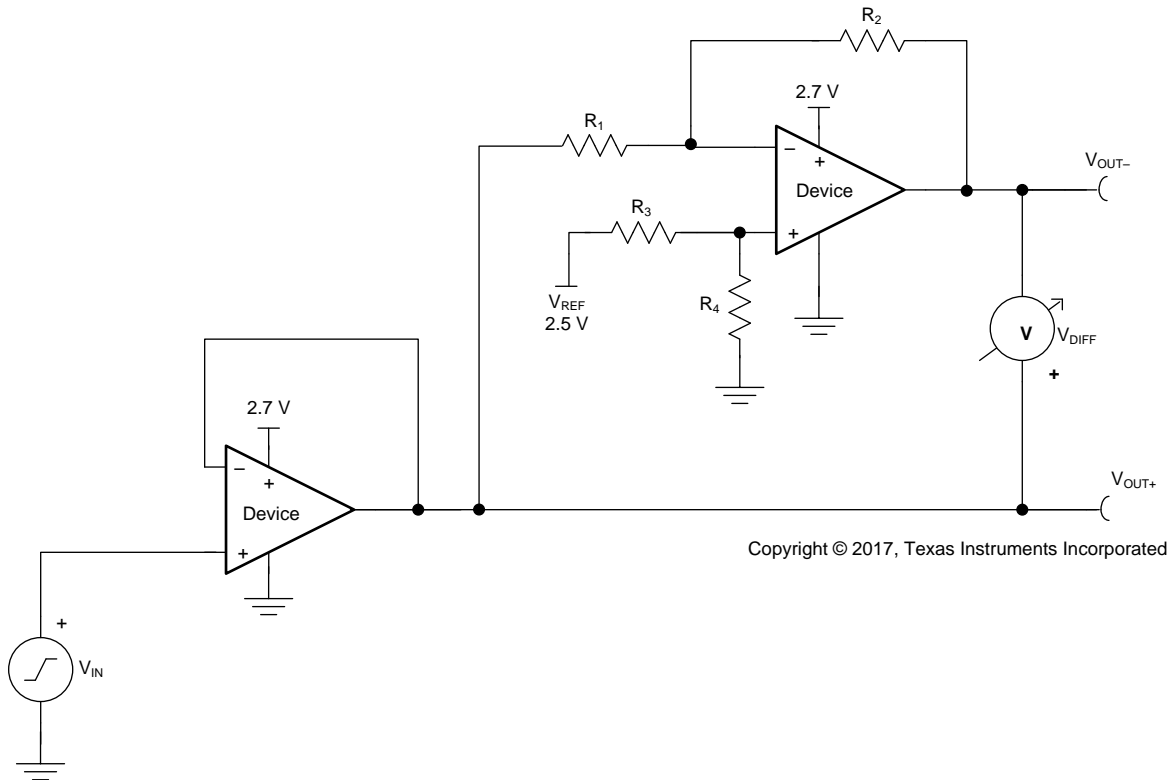 R2
2.7 V
R1
−
+
Device
VOUT−
R3
+
VREF
2.5 V
R4
V
VDIFF
+
2.7 V
−
+
Device
+
VOUT+
Copyright © 2017, Texas Instruments Incorporated
+
VIN